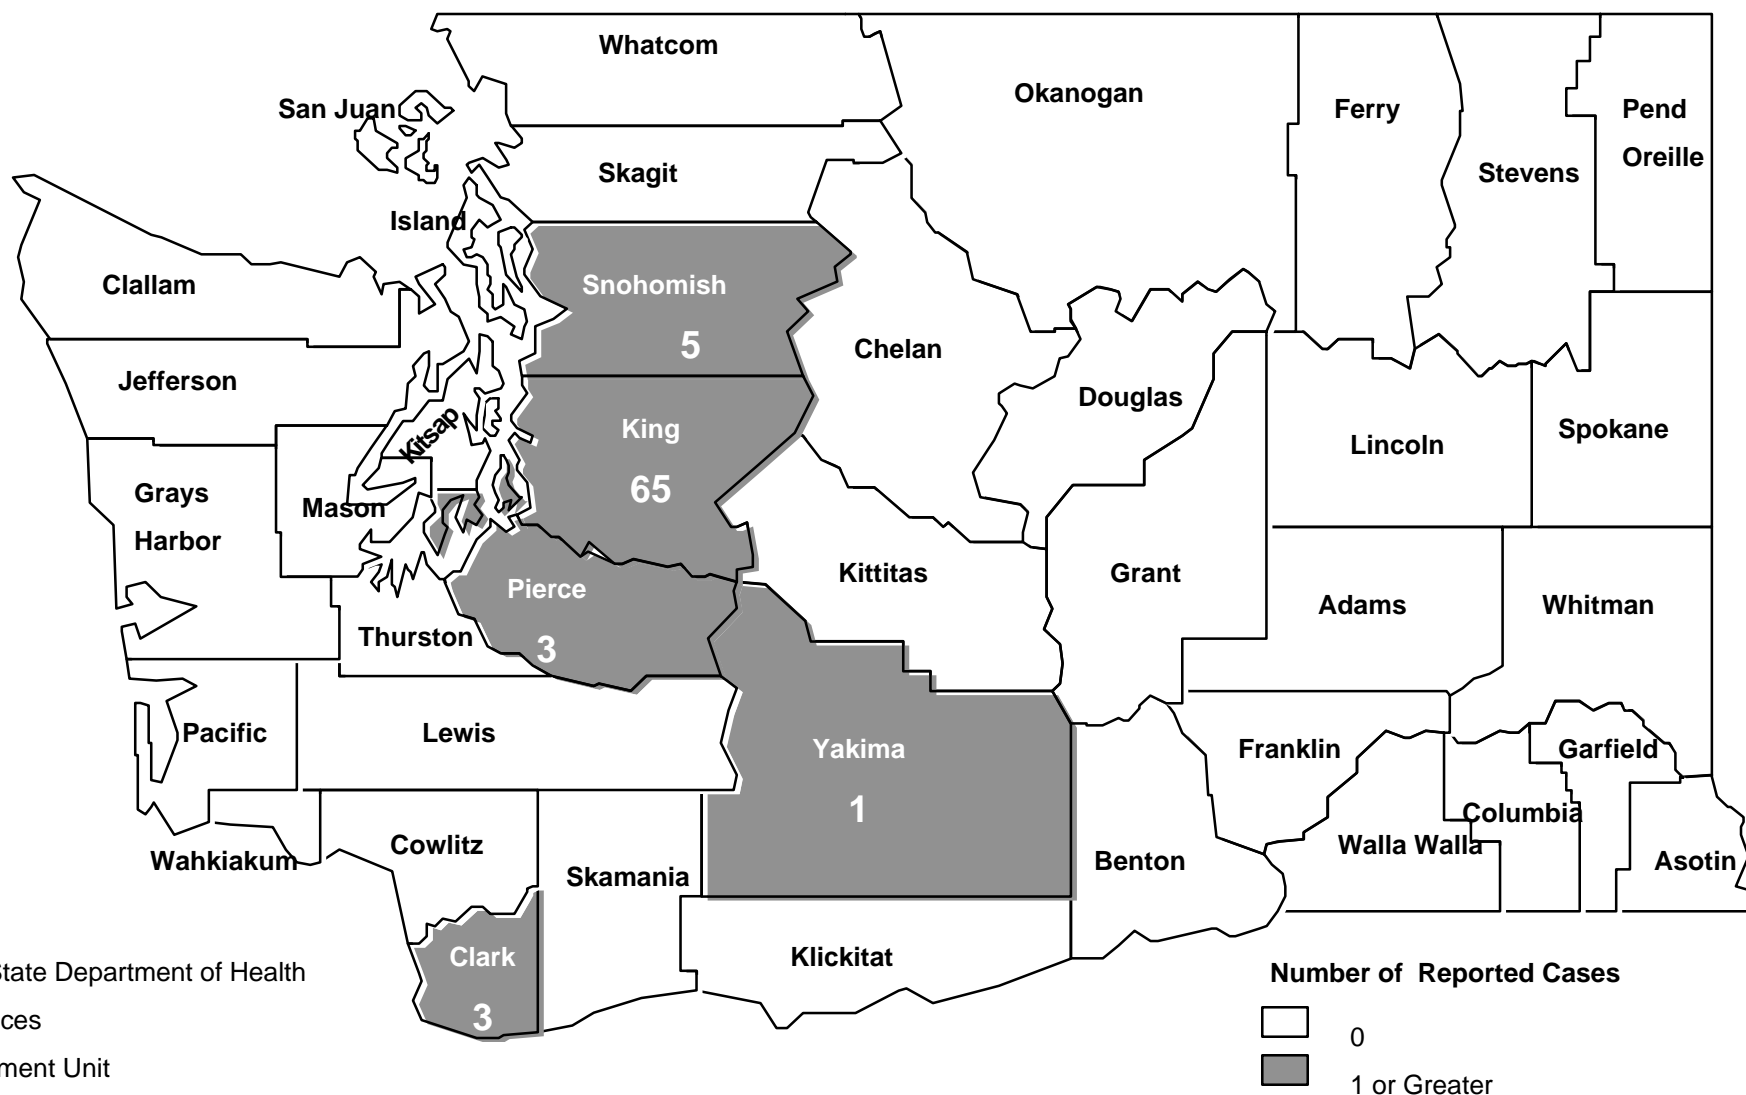 Whatcom
San Juan
Okanogan
Ferry
Pend
Oreille
Skagit
Stevens
Island
Clallam
Snohomish
5
Chelan
Jefferson
Douglas
Kitsap
King
65
Lincoln
Spokane
Grays
Harbor
Mason
Pierce
3
Kittitas
Grant
Adams
Whitman
Thurston
Pacific
Lewis
Yakima
1
Franklin
Garfield
Columbia
Wahkiakum
Cowlitz
Skamania
Benton
Walla Walla
Asotin
Clark
3
Klickitat
State Department of Health
ces
ment Unit
Number of Reported Cases
0
1 or Greater